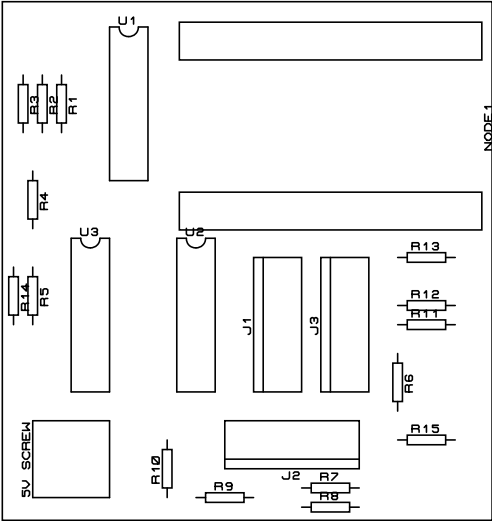 U1
R3
R2
R1
NODE1
R4
U3
U2
R13
R14
R5
J1
J3
R12
R11
R6
5V SCREW
R10
R15
J2
R7
R9
R8